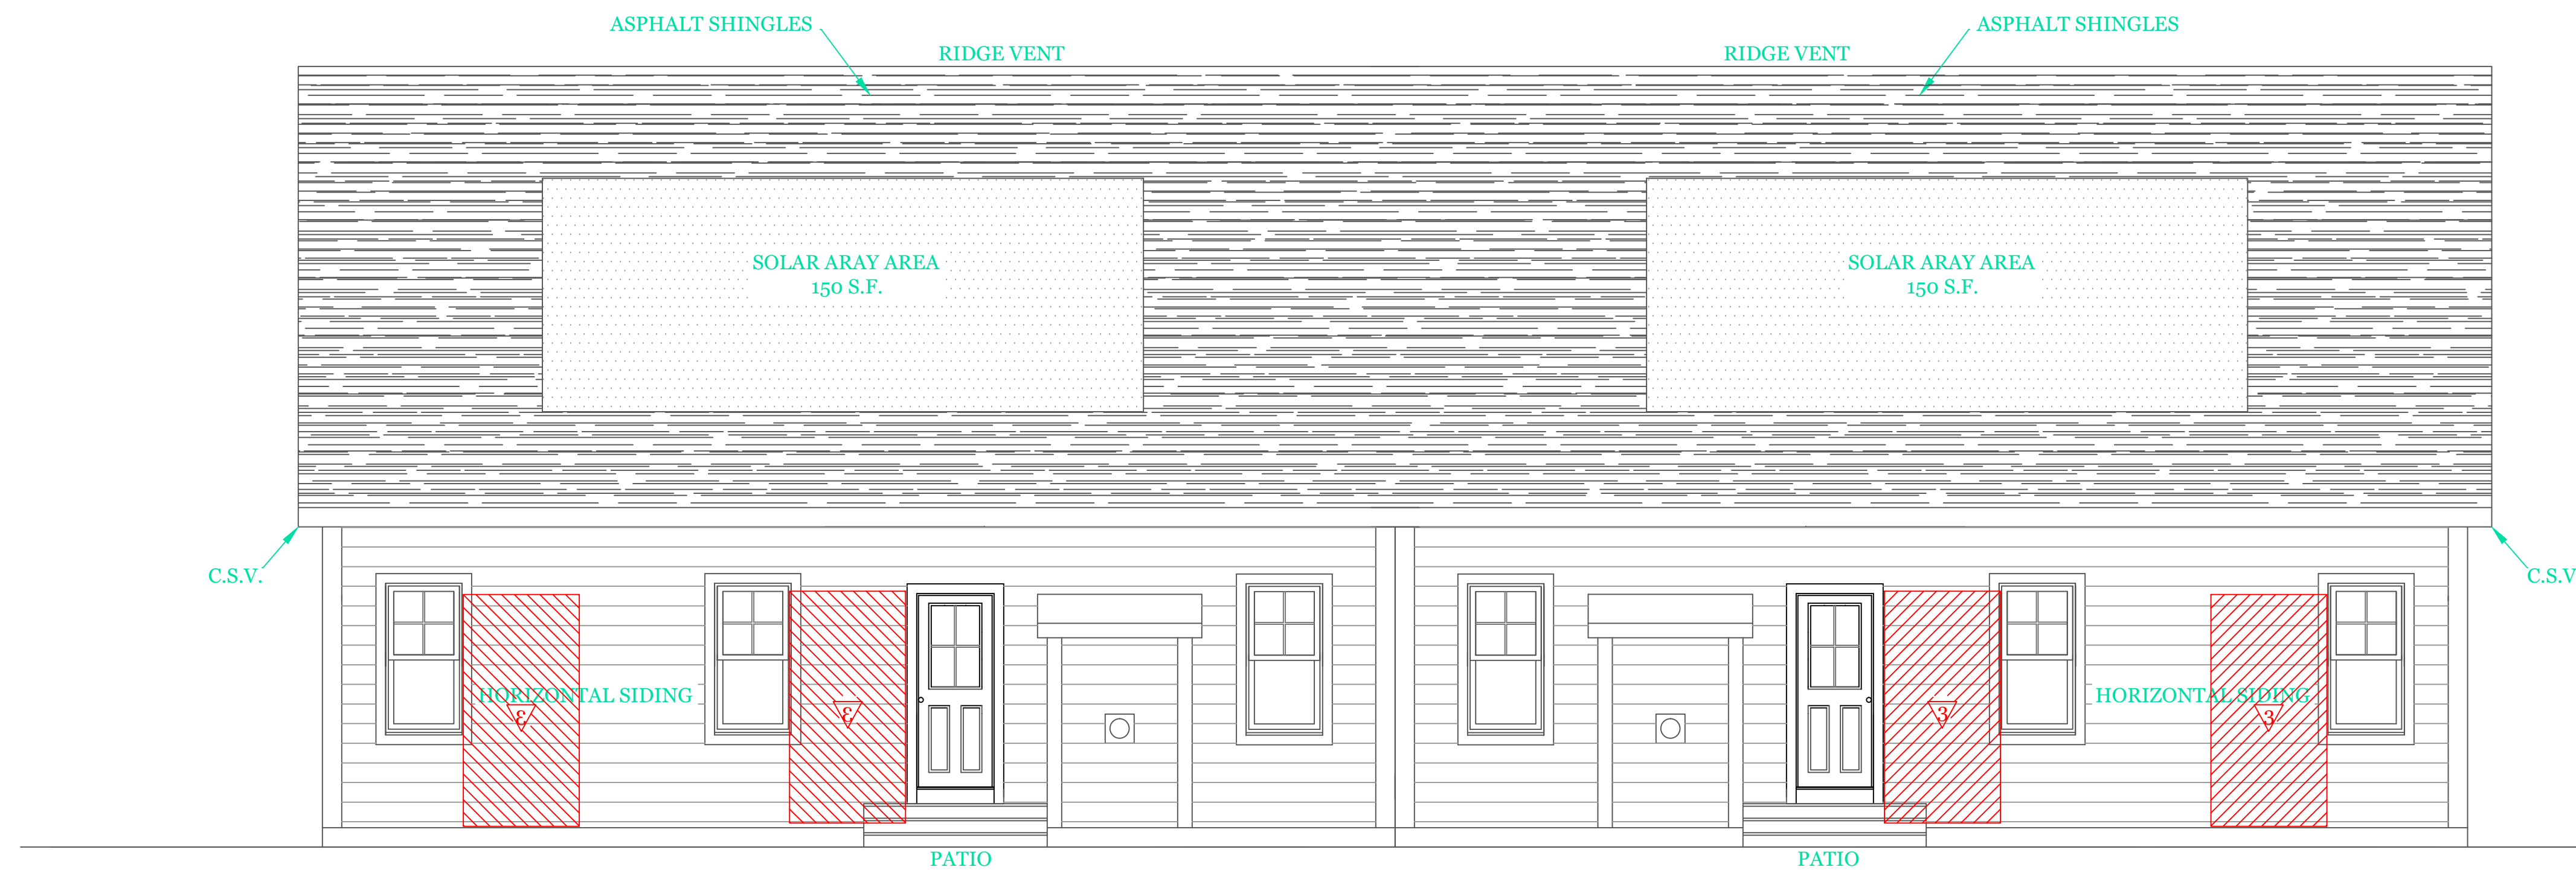 ASPHALT SHINGLES
ASPHALT SHINGLES
RIDGE VENT
RIDGE VENT
SOLAR ARAY AREA
150 S.F.
SOLAR ARAY AREA
150 S.F.
C.S.V.
C.S.V
HORIZONTAL SIDING
HORIZONTAL SIDING
3
3
3
3
PATIO
PATIO